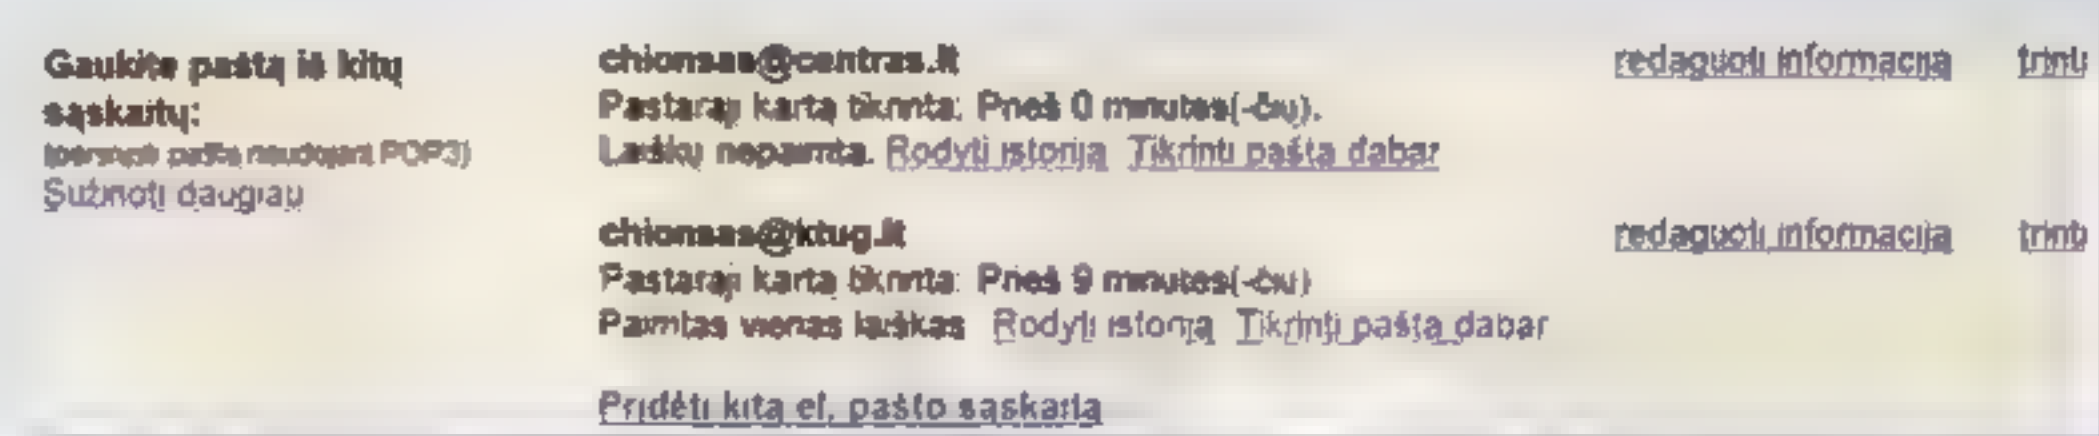 Gaukite paštą iš kitų
sąskaitų:
(persiųsti paštą naudojant POP3)
Sužinoti daugiau
chionsas@centras.lt redaguoti informaciją trinti
Pastarąjį kartą tikrinta: Prieš 0 minutes(-čių).
Laiškų nepaimta. Rodyti istoriją Tikrinti paštą dabar
chionsas@ktug.lt redaguoti informaciją trinti
Pastarąjį kartą tikrinta: Prieš 9 minutes(-čių)
Paimtas vienas laiškas Rodyti istoriją Tikrinti paštą dabar
Pridėti kitą el. pašto sąskaitą